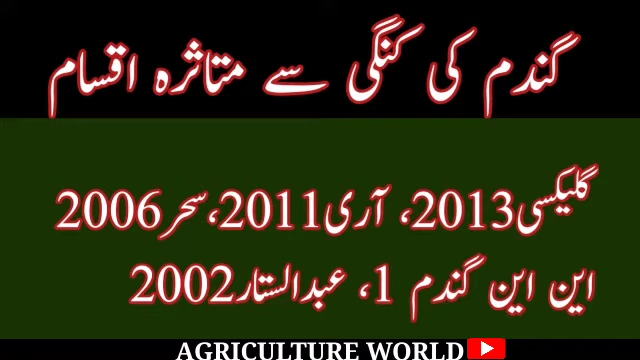 گندم کی کنگی سے متاثرہ اقسام
گلیکسی2013، آری2011،سحر2006
این این گندم 1، عبدالستار2002
AGRICULTURE WORLD